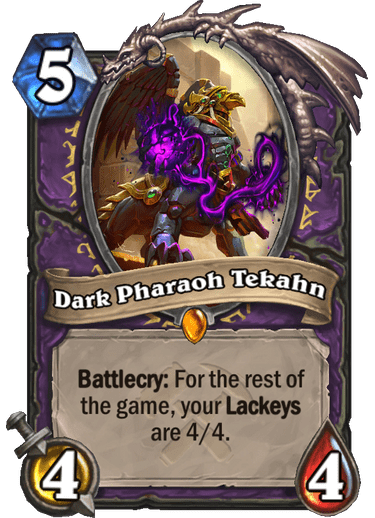 5
Dark Pharaoh Tekahn
Battlecry: For the rest of
the game, your Lackeys
are 4/4.
4 4